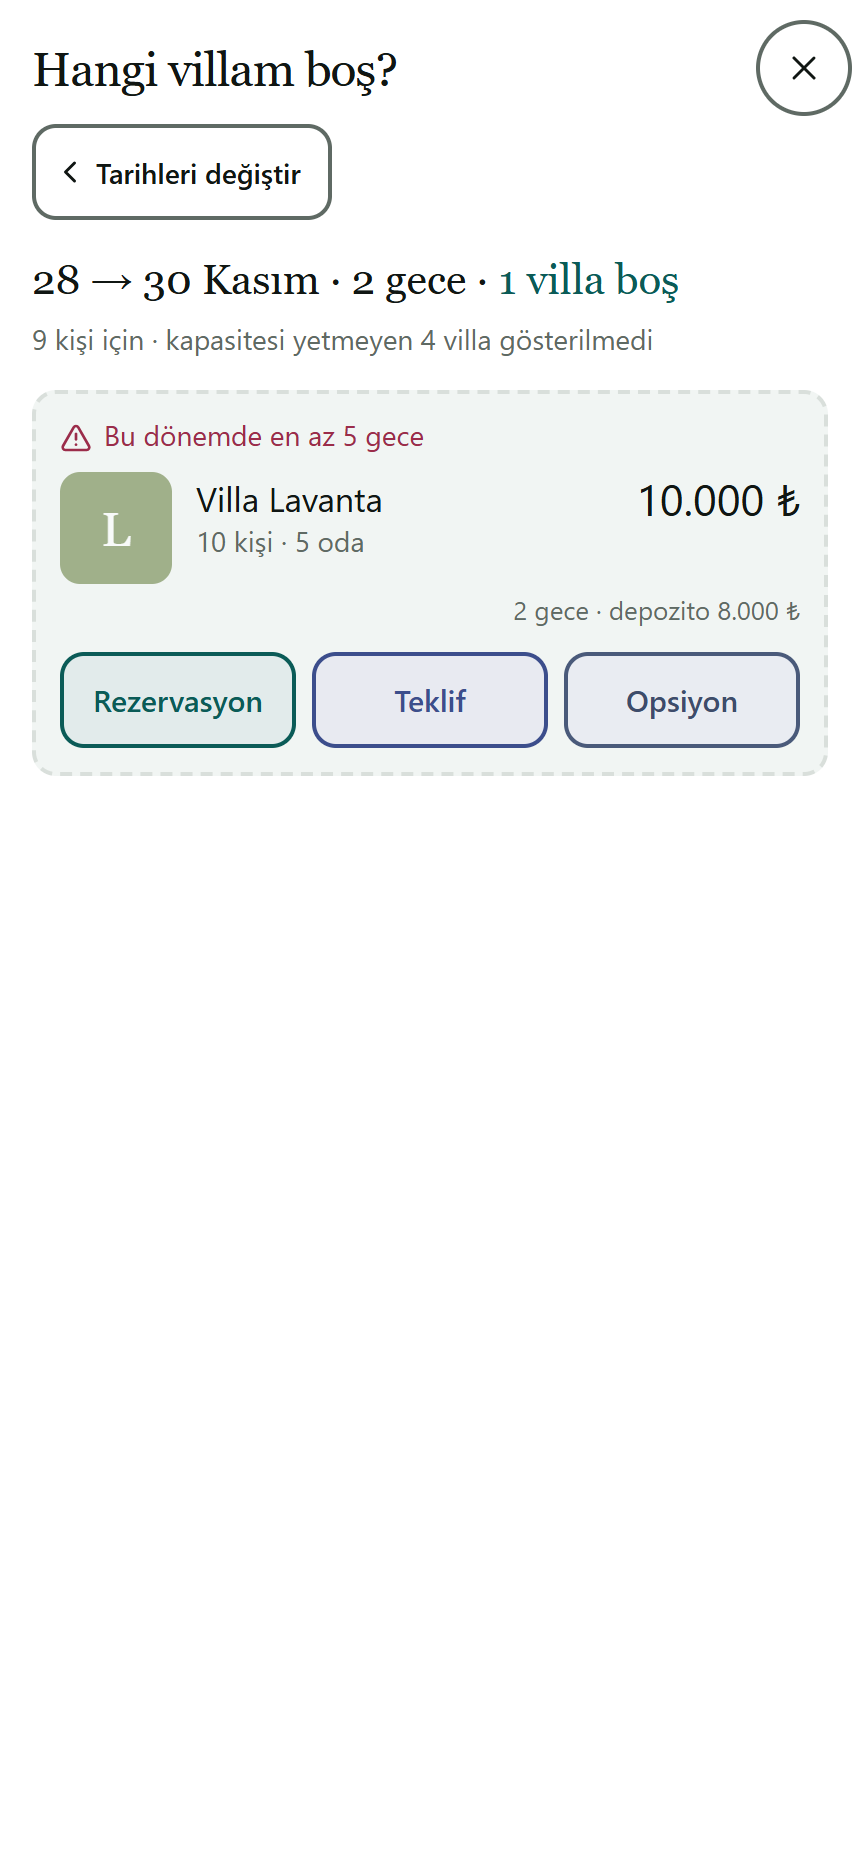 Hangi villam boş?
Tarihleri değiştir
28 → 30 Kasım · 2 gece · 1 villa boş
9 kişi için · kapasitesi yetmeyen 4 villa gösterilmedi
Bu dönemde en az 5 gece
L
Villa Lavanta
10.000 ₺
10 kişi · 5 oda
2 gece · depozito 8.000 ₺
Rezervasyon
Teklif
Opsiyon